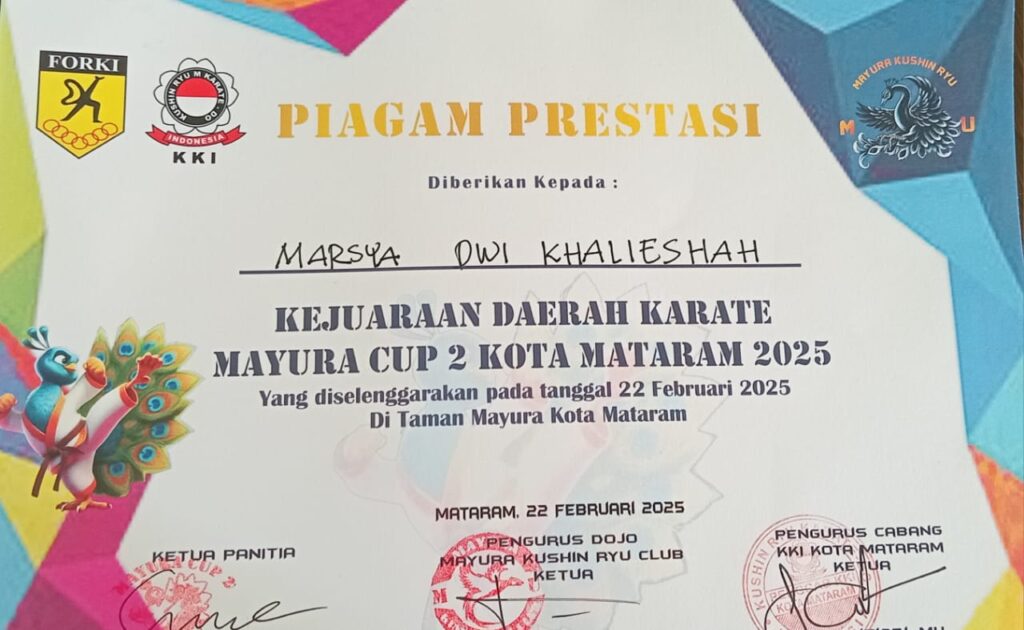 FORKI
KUSHIN RYU M KARATE DO
INDONESIA
KKI
MAYURA KUSHIN RYU
M U
PIAGAM PRESTASI
Diberikan Kepada :
MARSYA DWI KHALIESHAH
KEJUARAAN DAERAH KARATE
MAYURA CUP 2 KOTA MATARAM 2025
Yang diselenggarakan pada tanggal 22 Februari 2025
Di Taman Mayura Kota Mataram
MATARAM, 22 FEBRUARI 2025
KETUA PANITIA
PENGURUS DOJO
MAYURA KUSHIN RYU CLUB
KETUA
PENGURUS CABANG
KKI KOTA MATARAM
KETUA
MAYURA CUP 2